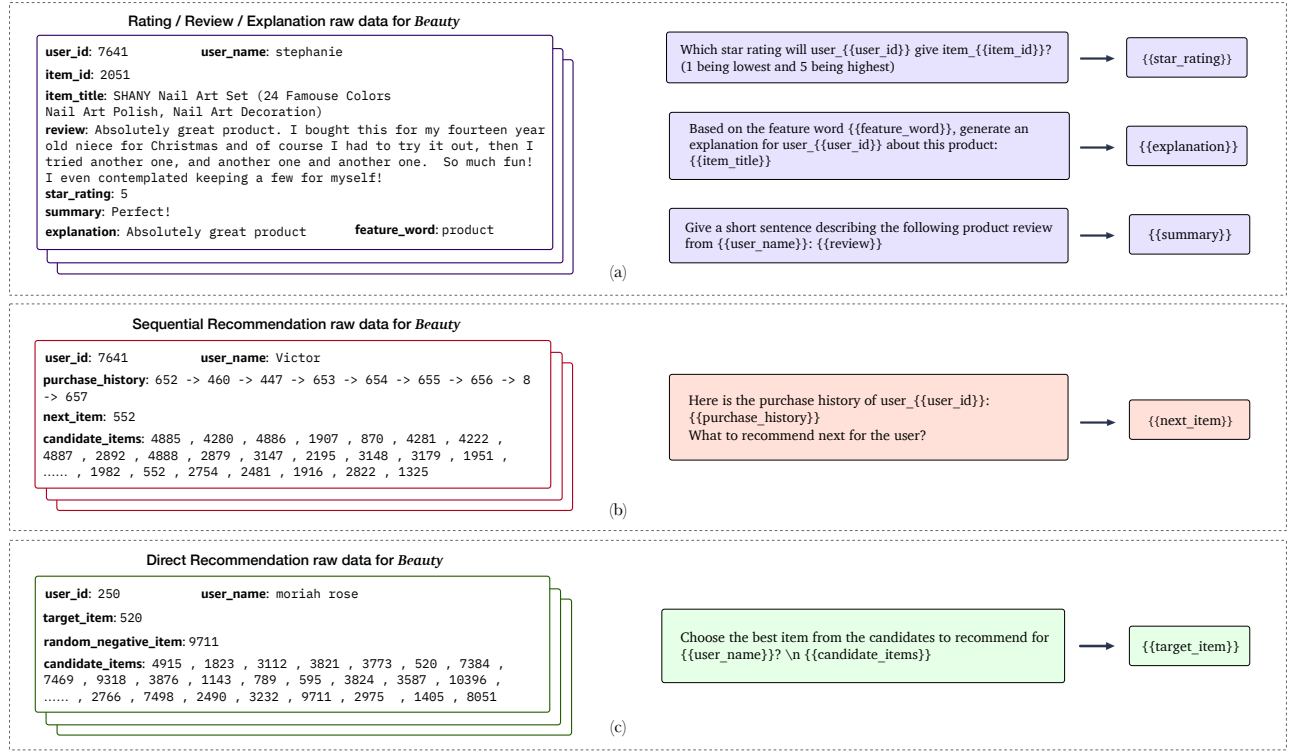 Rating / Review / Explanation raw data for Beauty
user_id: 7641 user_name: stephanie
item_id: 2051
item_title: SHANY Nail Art Set (24 Famouse Colors
Nail Art Polish, Nail Art Decoration)
review: Absolutely great product. I bought this for my fourteen year
old niece for Christmas and of course I had to try it out, then I
tried another one, and another one and another one. So much fun!
I even contemplated keeping a few for myself!
star_rating: 5
summary: Perfect!
explanation: Absolutely great product feature_word: product
Which star rating will user_{{user_id}} give item_{{item_id}}?
(1 being lowest and 5 being highest)
{{star_rating}}
Based on the feature word {{feature_word}}, generate an
explanation for user_{{user_id}} about this product:
{{item_title}}
{{explanation}}
Give a short sentence describing the following product review
from {{user_name}}: {{review}}
{{summary}}
(a)
Sequential Recommendation raw data for Beauty
user_id: 7641 user_name: Victor
purchase_history: 652 -> 460 -> 447 -> 653 -> 654 -> 655 -> 656 -> 8
-> 657
next_item: 552
candidate_items: 4885 , 4280 , 4886 , 1907 , 870 , 4281 , 4222 ,
4887 , 2892 , 4888 , 2879 , 3147 , 2195 , 3148 , 3179 , 1951 ,
...... , 1982 , 552 , 2754 , 2481 , 1916 , 2822 , 1325
Here is the purchase history of user_{{user_id}}:
{{purchase_history}}
What to recommend next for the user?
{{next_item}}
(b)
Direct Recommendation raw data for Beauty
user_id: 250 user_name: moriah rose
target_item: 520
random_negative_item: 9711
candidate_items: 4915 , 1823 , 3112 , 3821 , 3773 , 520 , 7384 ,
7469 , 9318 , 3876 , 1143 , 789 , 595 , 3824 , 3587 , 10396 ,
...... , 2766 , 7498 , 2490 , 3232 , 9711 , 2975 , 1405 , 8051
Choose the best item from the candidates to recommend for
{{user_name}}? \n {{candidate_items}}
{{target_item}}
(c)